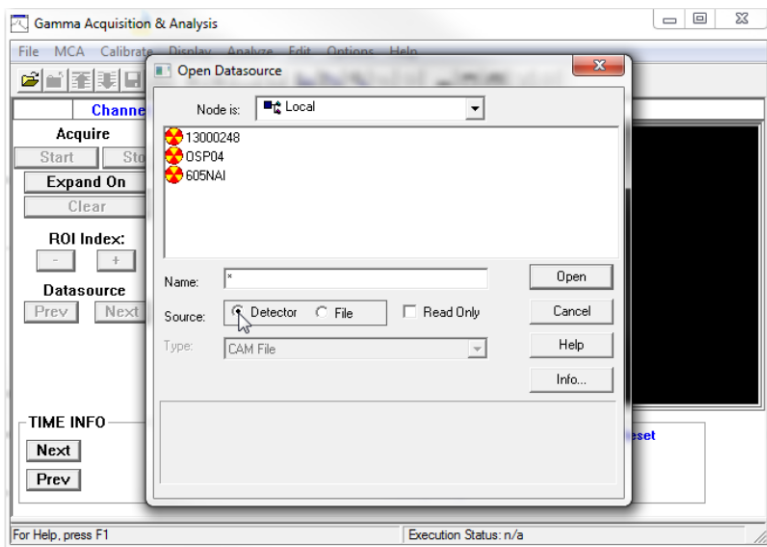 Gamma Acquisition & Analysis
File MCA Calibrate Display Analyze Edit Options Help
Open Datasource
Node is: Local
13000248
OSP04
605NAI
Name: *
Source: Detector File Read Only
Type: CAM File
Open
Cancel
Help
Info...
Channe
Acquire
Start Sto
Expand On
Clear
ROI Index:
- +
Datasource
Prev Next
TIME INFO
Next
Prev
eset
For Help, press F1 Execution Status: n/a